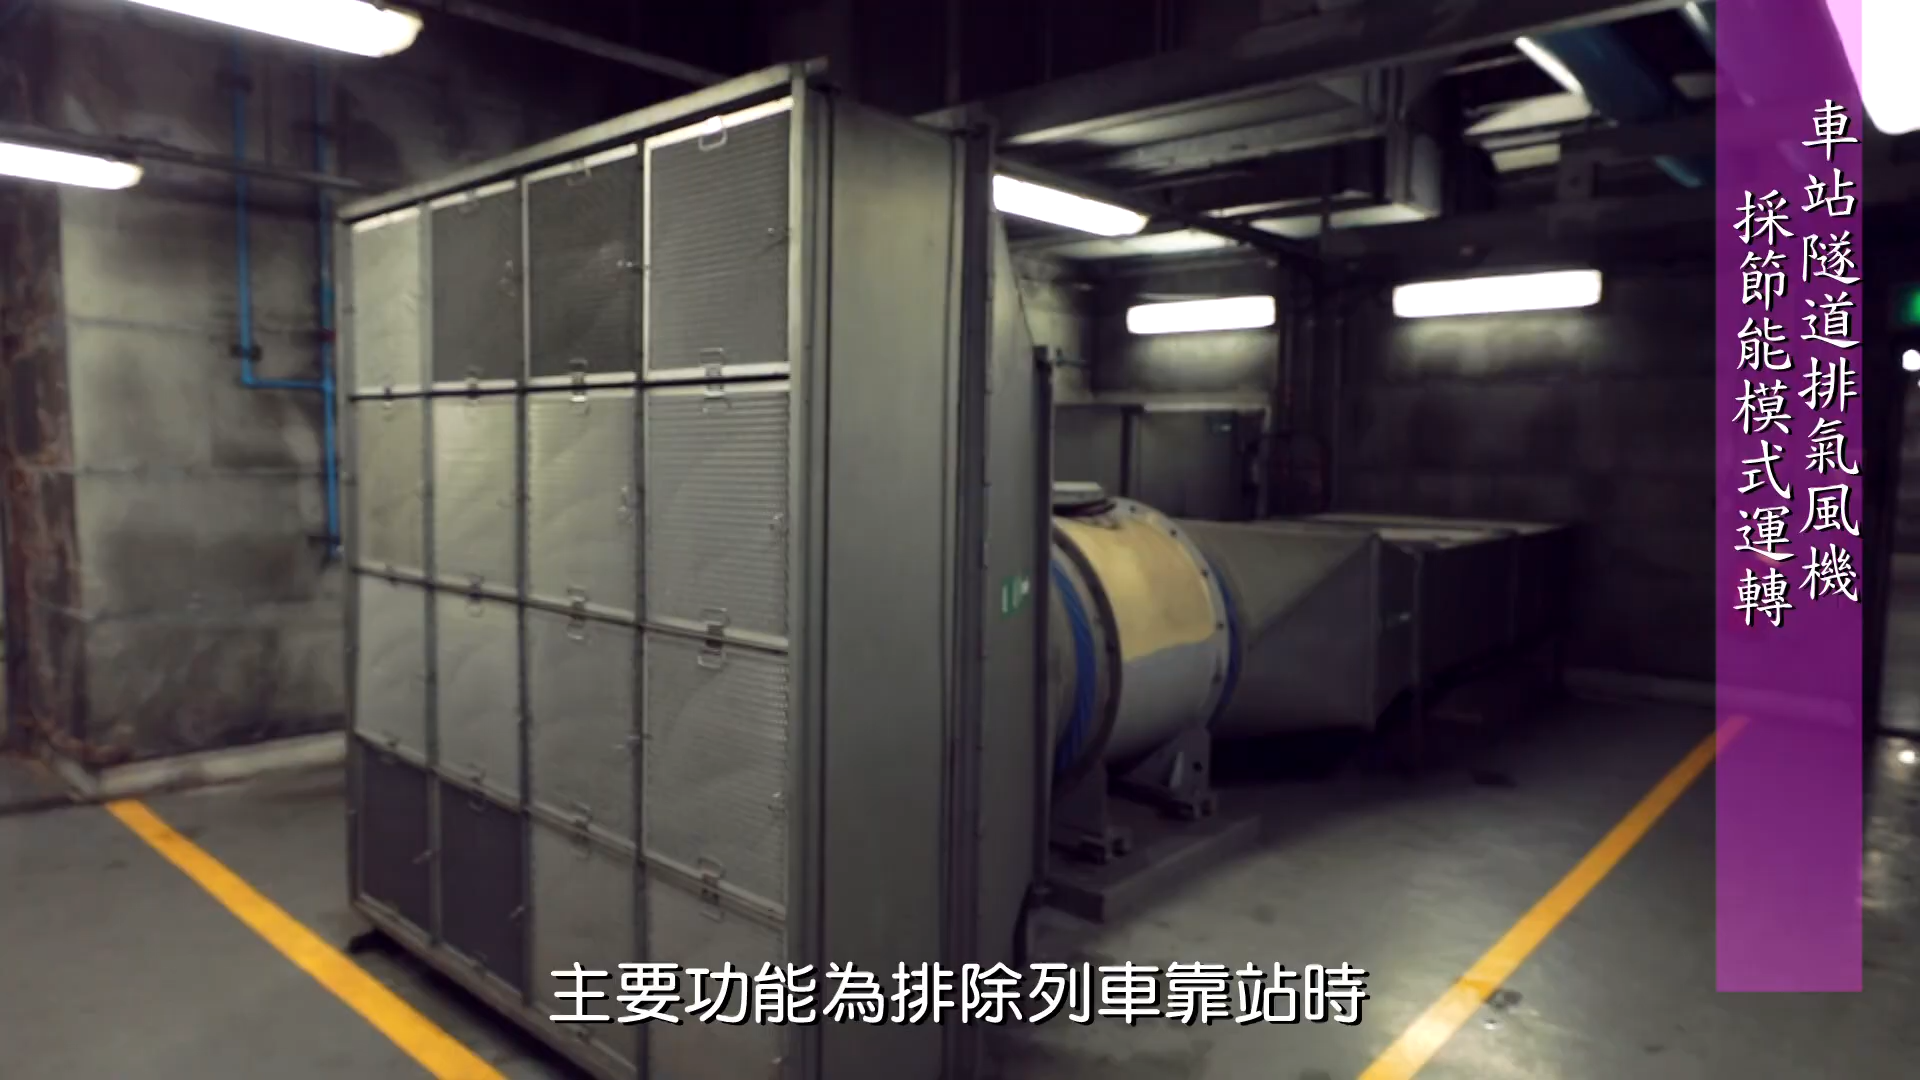 車站隧道排氣風機
採節能模式運轉
主要功能為排除列車靠站時